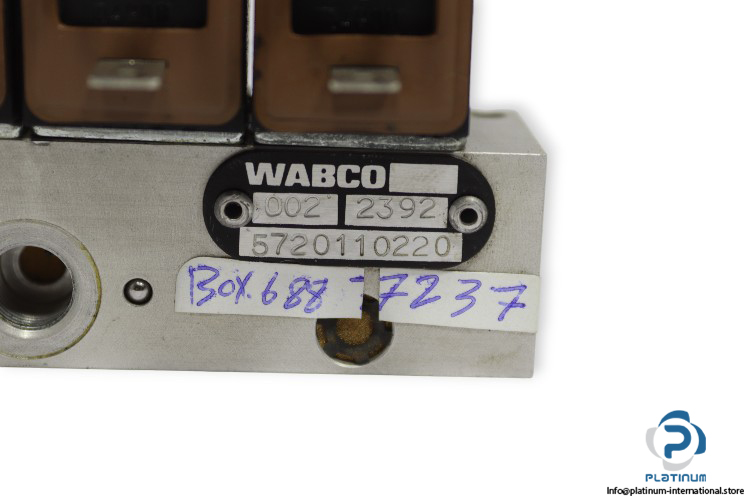 WABCO
002 2392
5720110220
BOX.688 7237
PLATINUM
Info@platinum-international.store